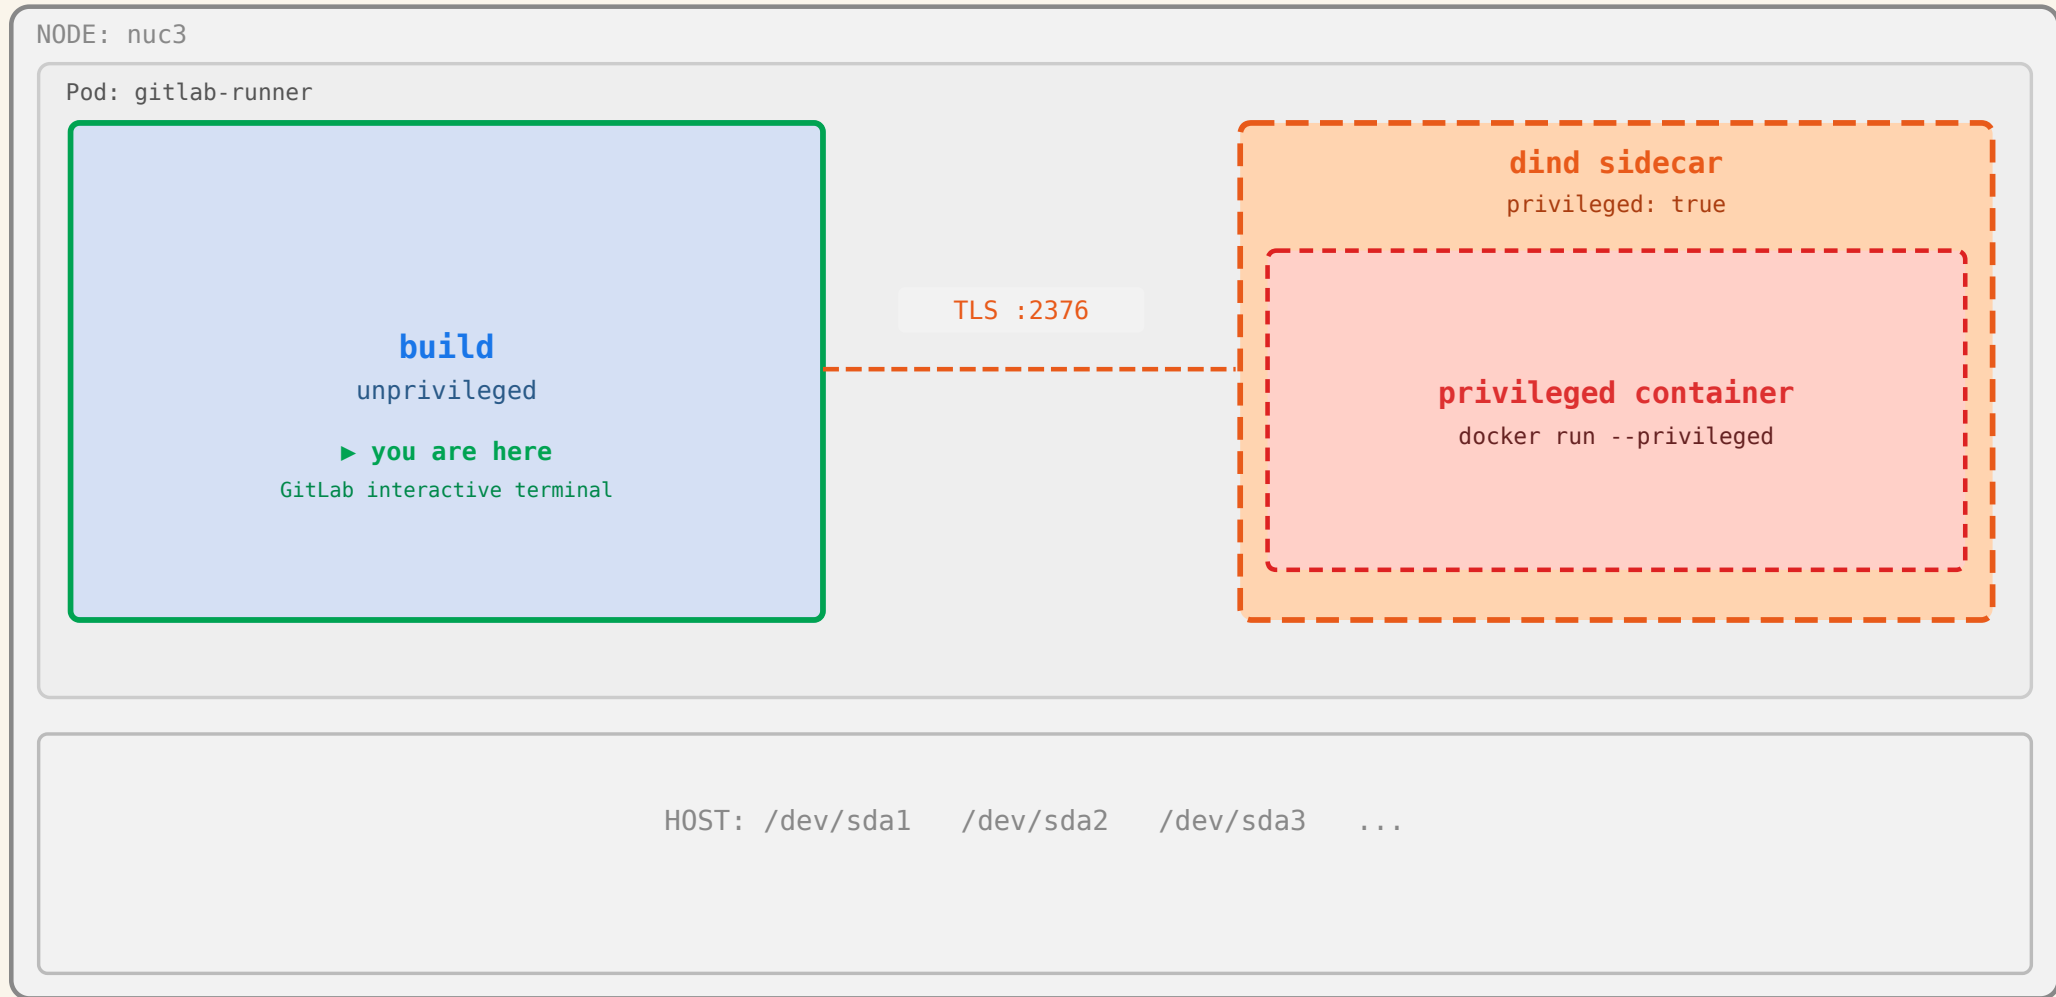 NODE: nuc3
Pod: gitlab-runner
build
unprivileged
▶ you are here
GitLab interactive terminal
TLS :2376
dind sidecar
privileged: true
privileged container
docker run --privileged
HOST: /dev/sda1 /dev/sda2 /dev/sda3 ...